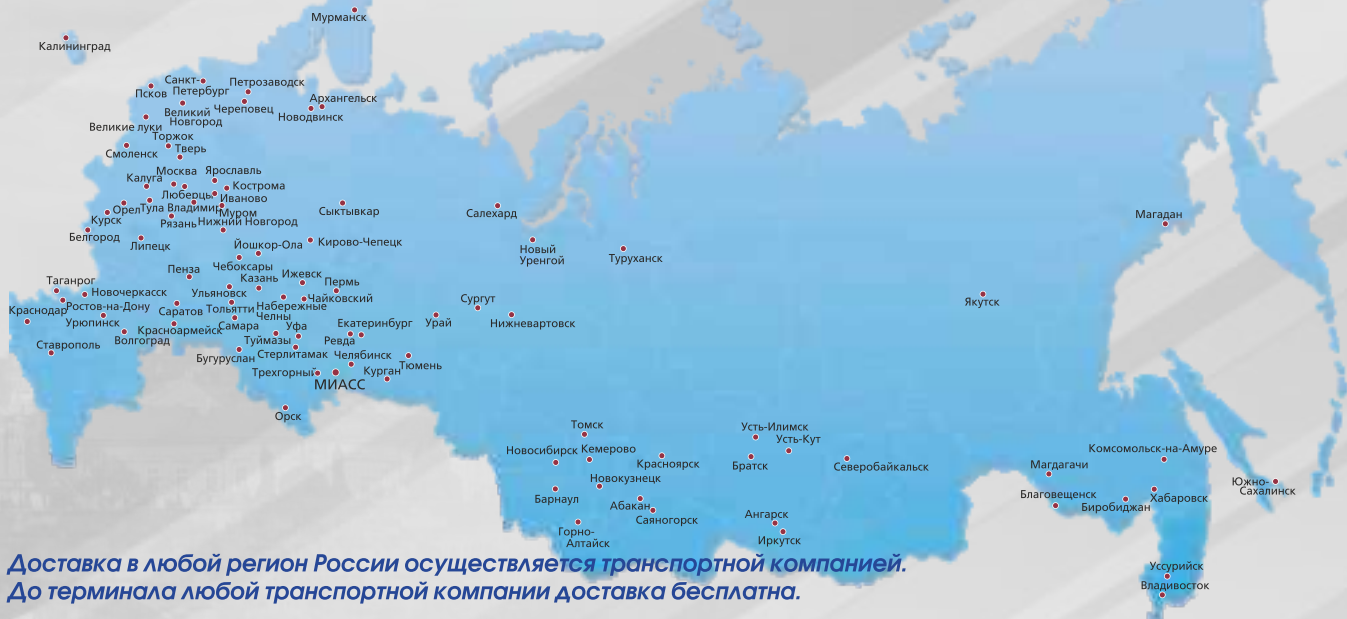 Мурманск
Калининград
Санкт-
Петербург
Псков
Петрозаводск
Великий
Новгород
Череповец
Архангельск
Новодвинск
Великие луки
Торжок
Смоленск
Тверь
Москва
Ярославль
Калуга
Люберцы
Кострома
Иваново
Орел
Тула
Владимир
Муром
Курск
Рязань
Нижний Новгород
Белгород
Липецк
Сыктывкар
Салехард
Магадан
Йошкор-Ола
Кирово-Чепецк
Новый
Уренгой
Туруханск
Пенза
Чебоксары
Казань
Ижевск
Пермь
Таганрог
Новочеркасск
Ульяновск
Чайковский
Сургут
Якутск
Краснодар
Ростов-на-Дону
Саратов
Тольятти
Набережные
Челны
Урюпинск
Красноармейск
Самара
Уфа
Екатеринбург
Урай
Нижневартовск
Волгоград
Туймазы
Ревда
Ставрополь
Бугуруслан
Стерлитамак
Челябинск
Тюмень
Трехгорный
Курган
МИАСС
Орск
Томск
Усть-Илимск
Усть-Кут
Новосибирск
Кемерово
Красноярск
Братск
Северобайкальск
Комсомольск-на-Амуре
Магдагачи
Новокузнецк
Барнаул
Абакан
Саяногорск
Благовещенск
Биробиджан
Хабаровск
Южно-
Сахалинск
Ангарск
Горно-
Алтайск
Иркутск
Уссурийск
Владивосток
Доставка в любой регион России осуществляется транспортной компанией.
До терминала любой транспортной компании доставка бесплатна.